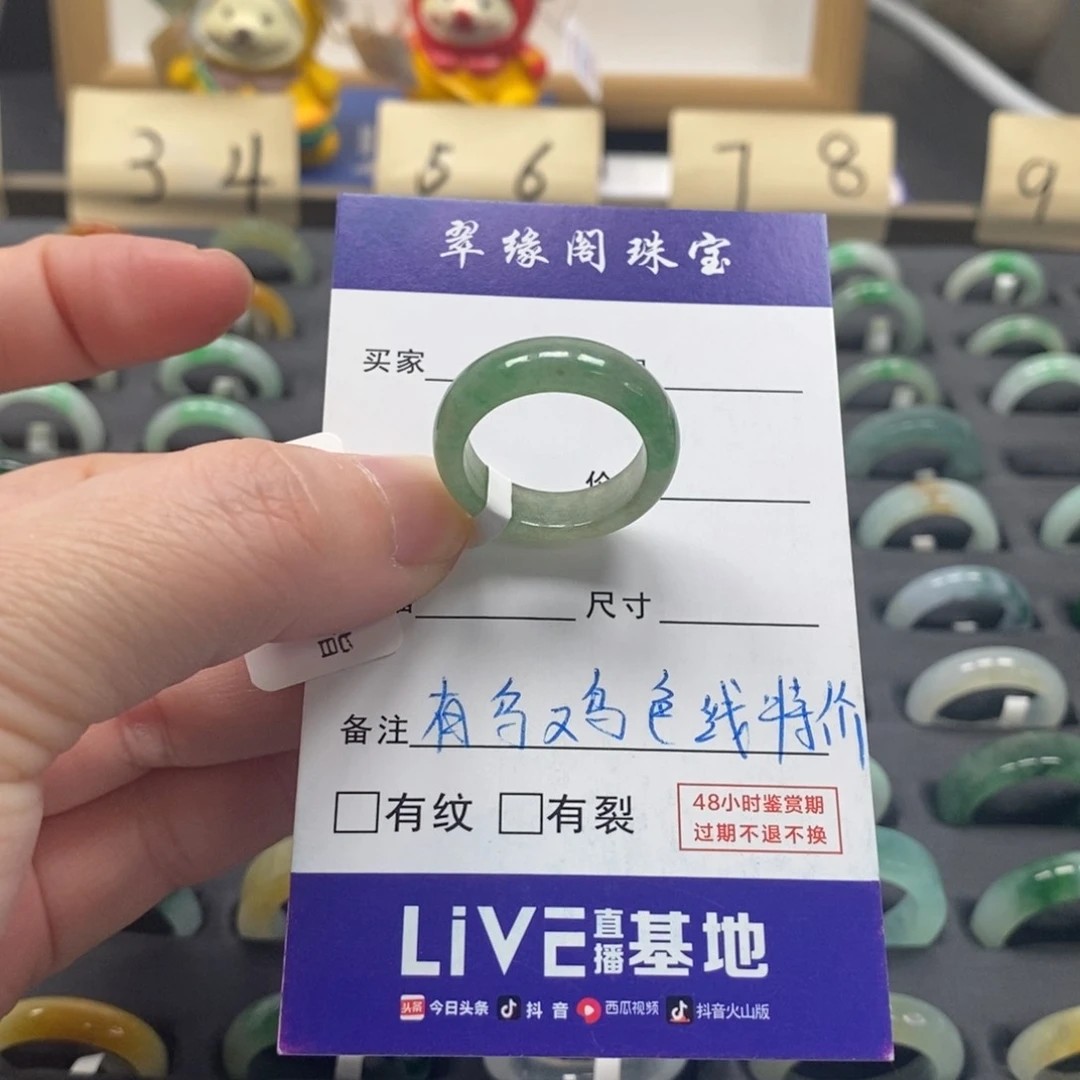 3 4
5 6
7 8
9
翠缘阁珠宝
买家
价
尺寸
备注 有乌鸡色线特价
有纹 有裂
48小时鉴赏期
过期不退不换
LiVE直播基地
头条 今日头条 抖音 西瓜视频 抖音火山版